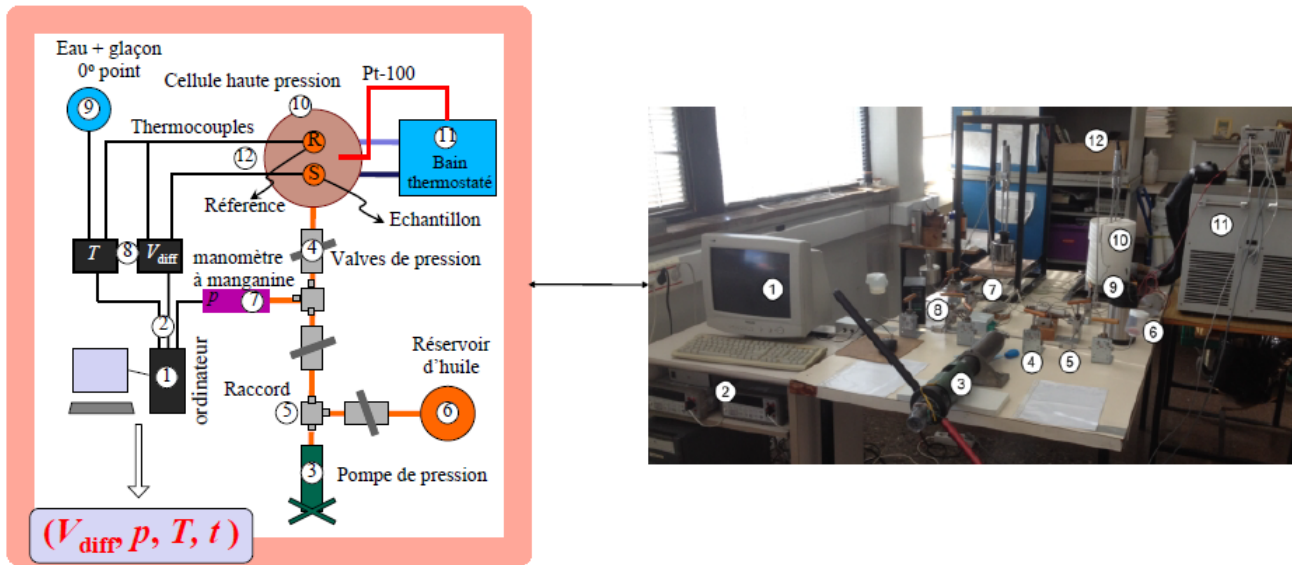 Eau + glaçon
0º point
9
Cellule haute pression
10
Pt-100
Thermocouples
12
R
S
11
Bain
thermostaté
Réference
Echantillon
T
8
Vdiff
4
Valves de pression
manomètre
à manganine
p
7
2
1
ordinateur
Réservoir
d'huile
Raccord
5
6
3
Pompe de pression
(Vdiff, p, T, t )
12
10
11
1
7
9
8
6
4
5
3
2